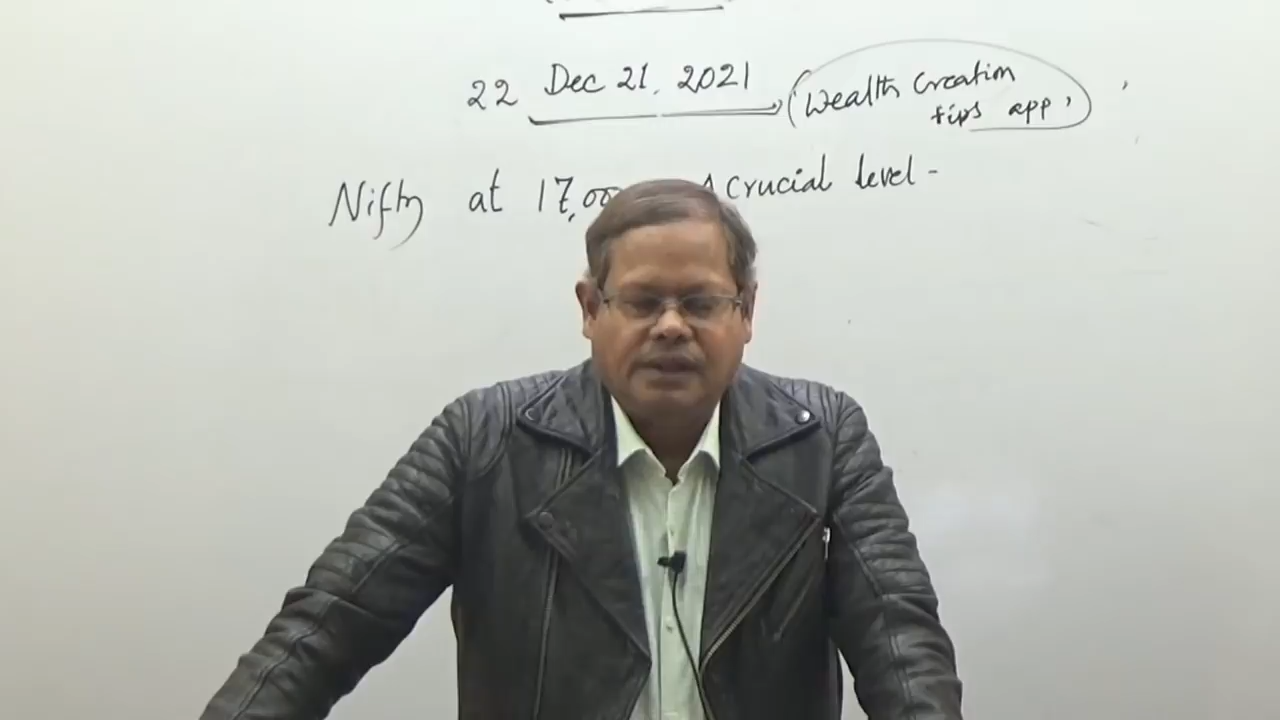 22 Dec 21, 2021 (Wealth Creation
tips app,
Nifty at 17,00 A crucial level -